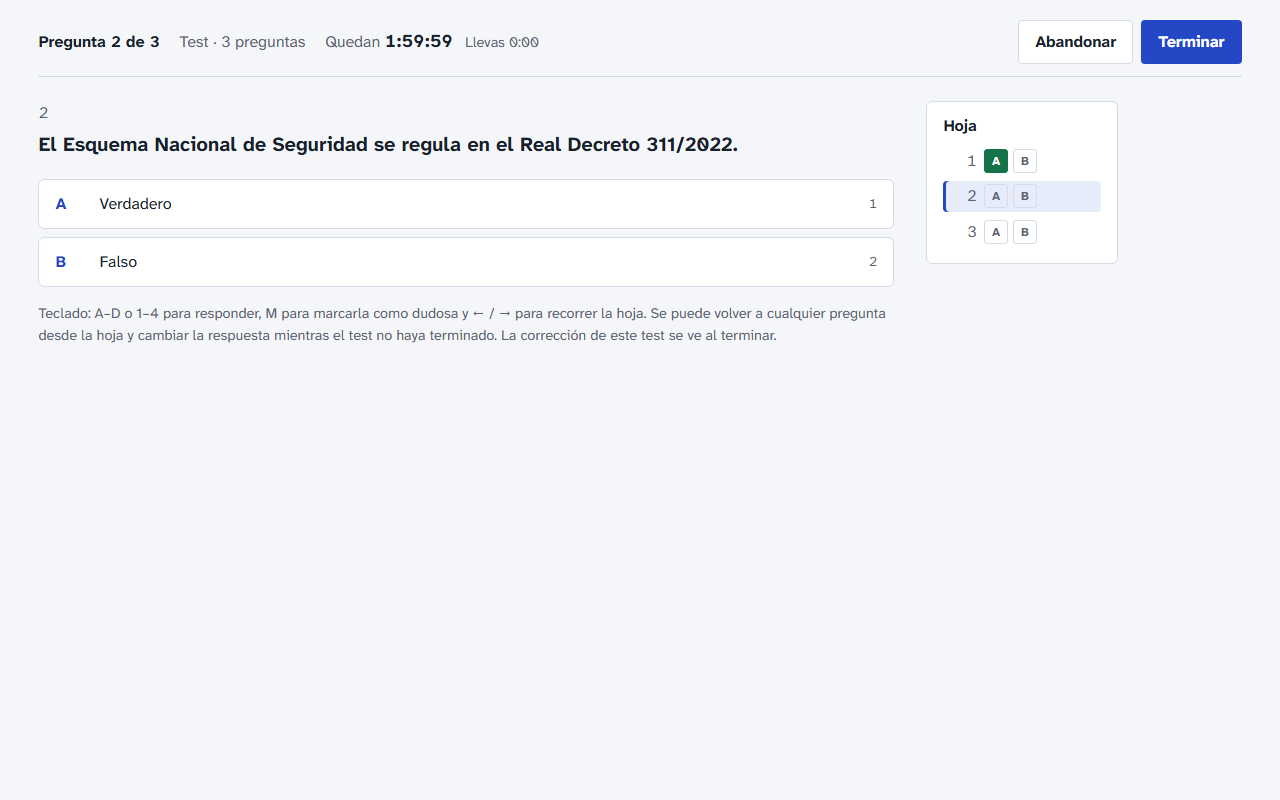 Pregunta 2 de 3 Test · 3 preguntas Quedan 1:59:59 Llevas 0:00 Abandonar Terminar
2
El Esquema Nacional de Seguridad se regula en el Real Decreto 311/2022.
A Verdadero 1
B Falso 2
Teclado: A–D o 1–4 para responder, M para marcarla como dudosa y ← / → para recorrer la hoja. Se puede volver a cualquier pregunta
desde la hoja y cambiar la respuesta mientras el test no haya terminado. La corrección de este test se ve al terminar.
Hoja
1 A B
2 A B
3 A B